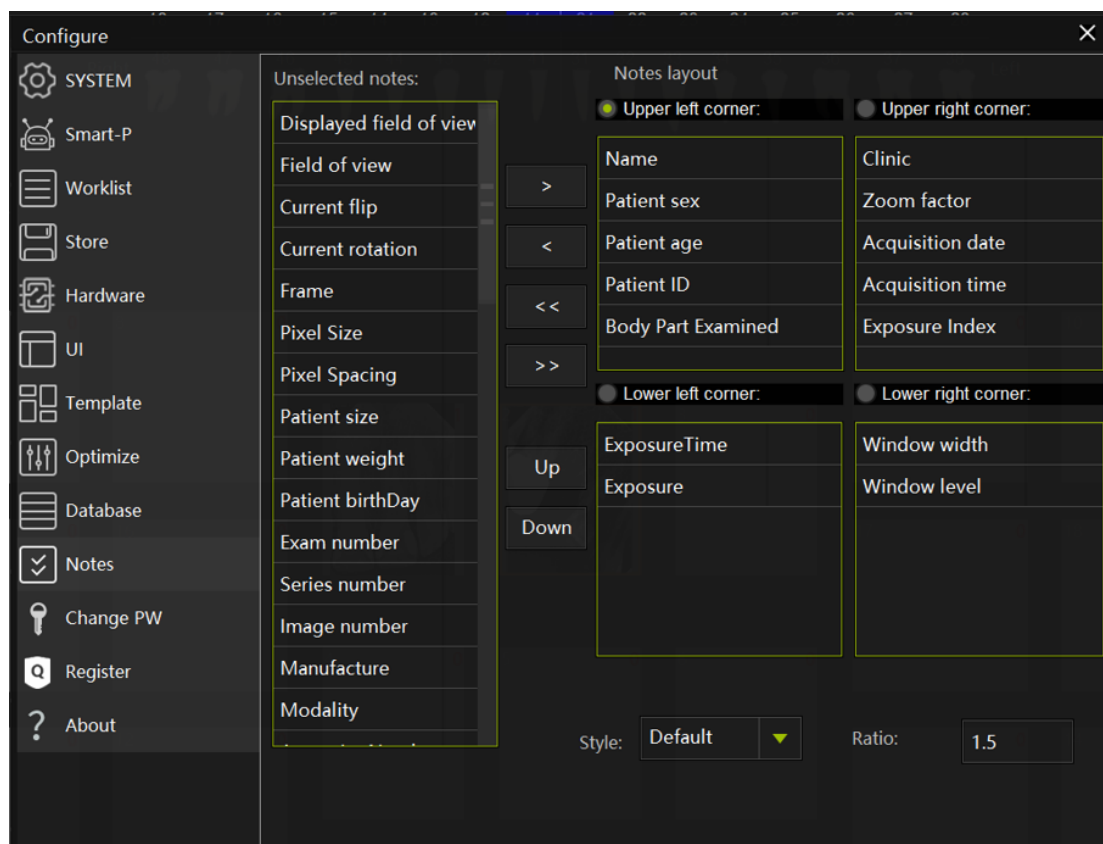 Configure
SYSTEM
Smart-P
Worklist
Store
Hardware
UI
Template
Optimize
Database
Notes
Change PW
Register
About
Unselected notes:
Displayed field of view
Field of view
Current flip
Current rotation
Frame
Pixel Size
Pixel Spacing
Patient size
Patient weight
Patient birthDay
Exam number
Series number
Image number
Manufacture
Modality
>
<
<<
>>
Up
Down
Notes layout
Upper left corner:
Name
Patient sex
Patient age
Patient ID
Body Part Examined
Upper right corner:
Clinic
Zoom factor
Acquisition date
Acquisition time
Exposure Index
Lower left corner:
ExposureTime
Exposure
Lower right corner:
Window width
Window level
Style: Default
Ratio: 1.5